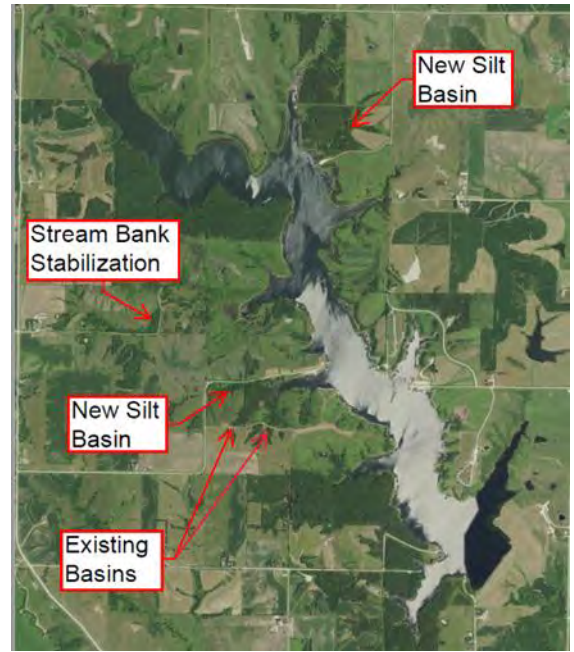 New Silt
Basin
Stream Bank
Stabilization
New Silt
Basin
Existing
Basins